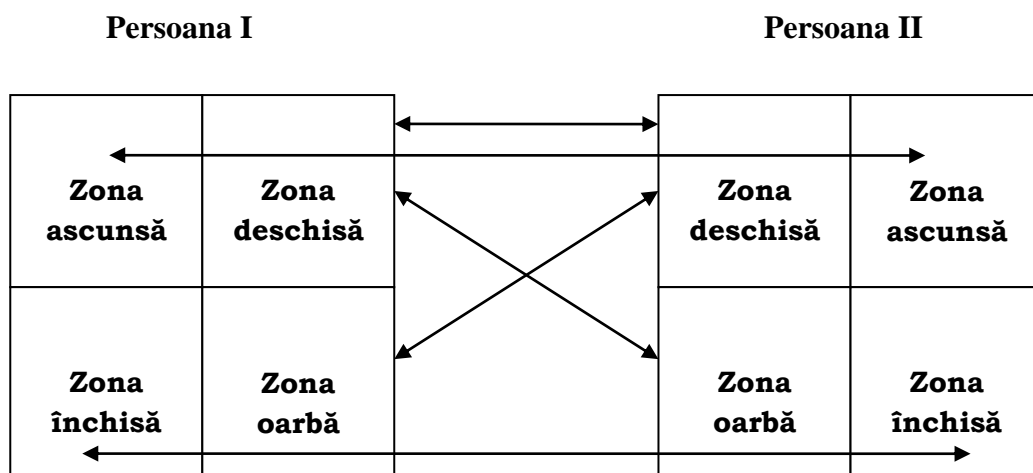 Persoana I
Persoana II
Zona
ascunsă
Zona
deschisă
Zona
deschisă
Zona
ascunsă
Zona
închisă
Zona
oarbă
Zona
oarbă
Zona
închisă